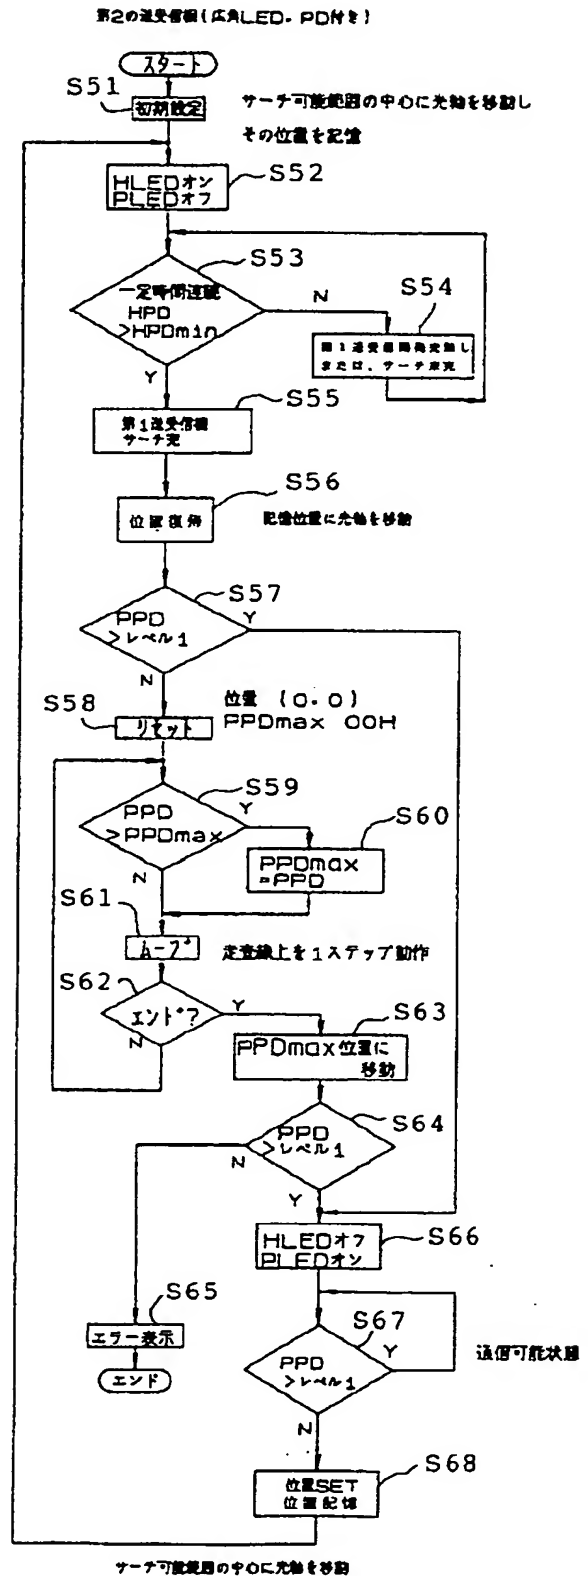 第2の送受信機(広角LED・PD付き)
スタート
S51
初期設定
サーチ可能範囲の中心に光軸を移動し
その位置を記憶
S52
HLEDオン
PLEDオフ
S53
一定時間連続
HPD
>HPDmin
N
Y
S54
または、サーチ未完
S55
第1送受信機
サーチ完
S56
位置復帰
記憶位置に光軸を移動
S57
PPD
>レベル1
Y
N
S58
リセット
位置 (0.0)
PPDmax 00H
S59
PPD
>PPDmax
Y
N
S60
PPDmax
=PPD
S61
ムーブ
走査線上を1ステップ動作
S62
エンド?
Y
N
S63
PPDmax位置に
移動
S64
PPD
>レベル1
N
Y
S66
HLEDオフ
PLEDオン
S65
エラー表示
エンド
S67
PPD
>レベル1
Y
N
通信可能状態
S68
位置SET
位置記憶
サーチ可能範囲の中心に光軸を移動